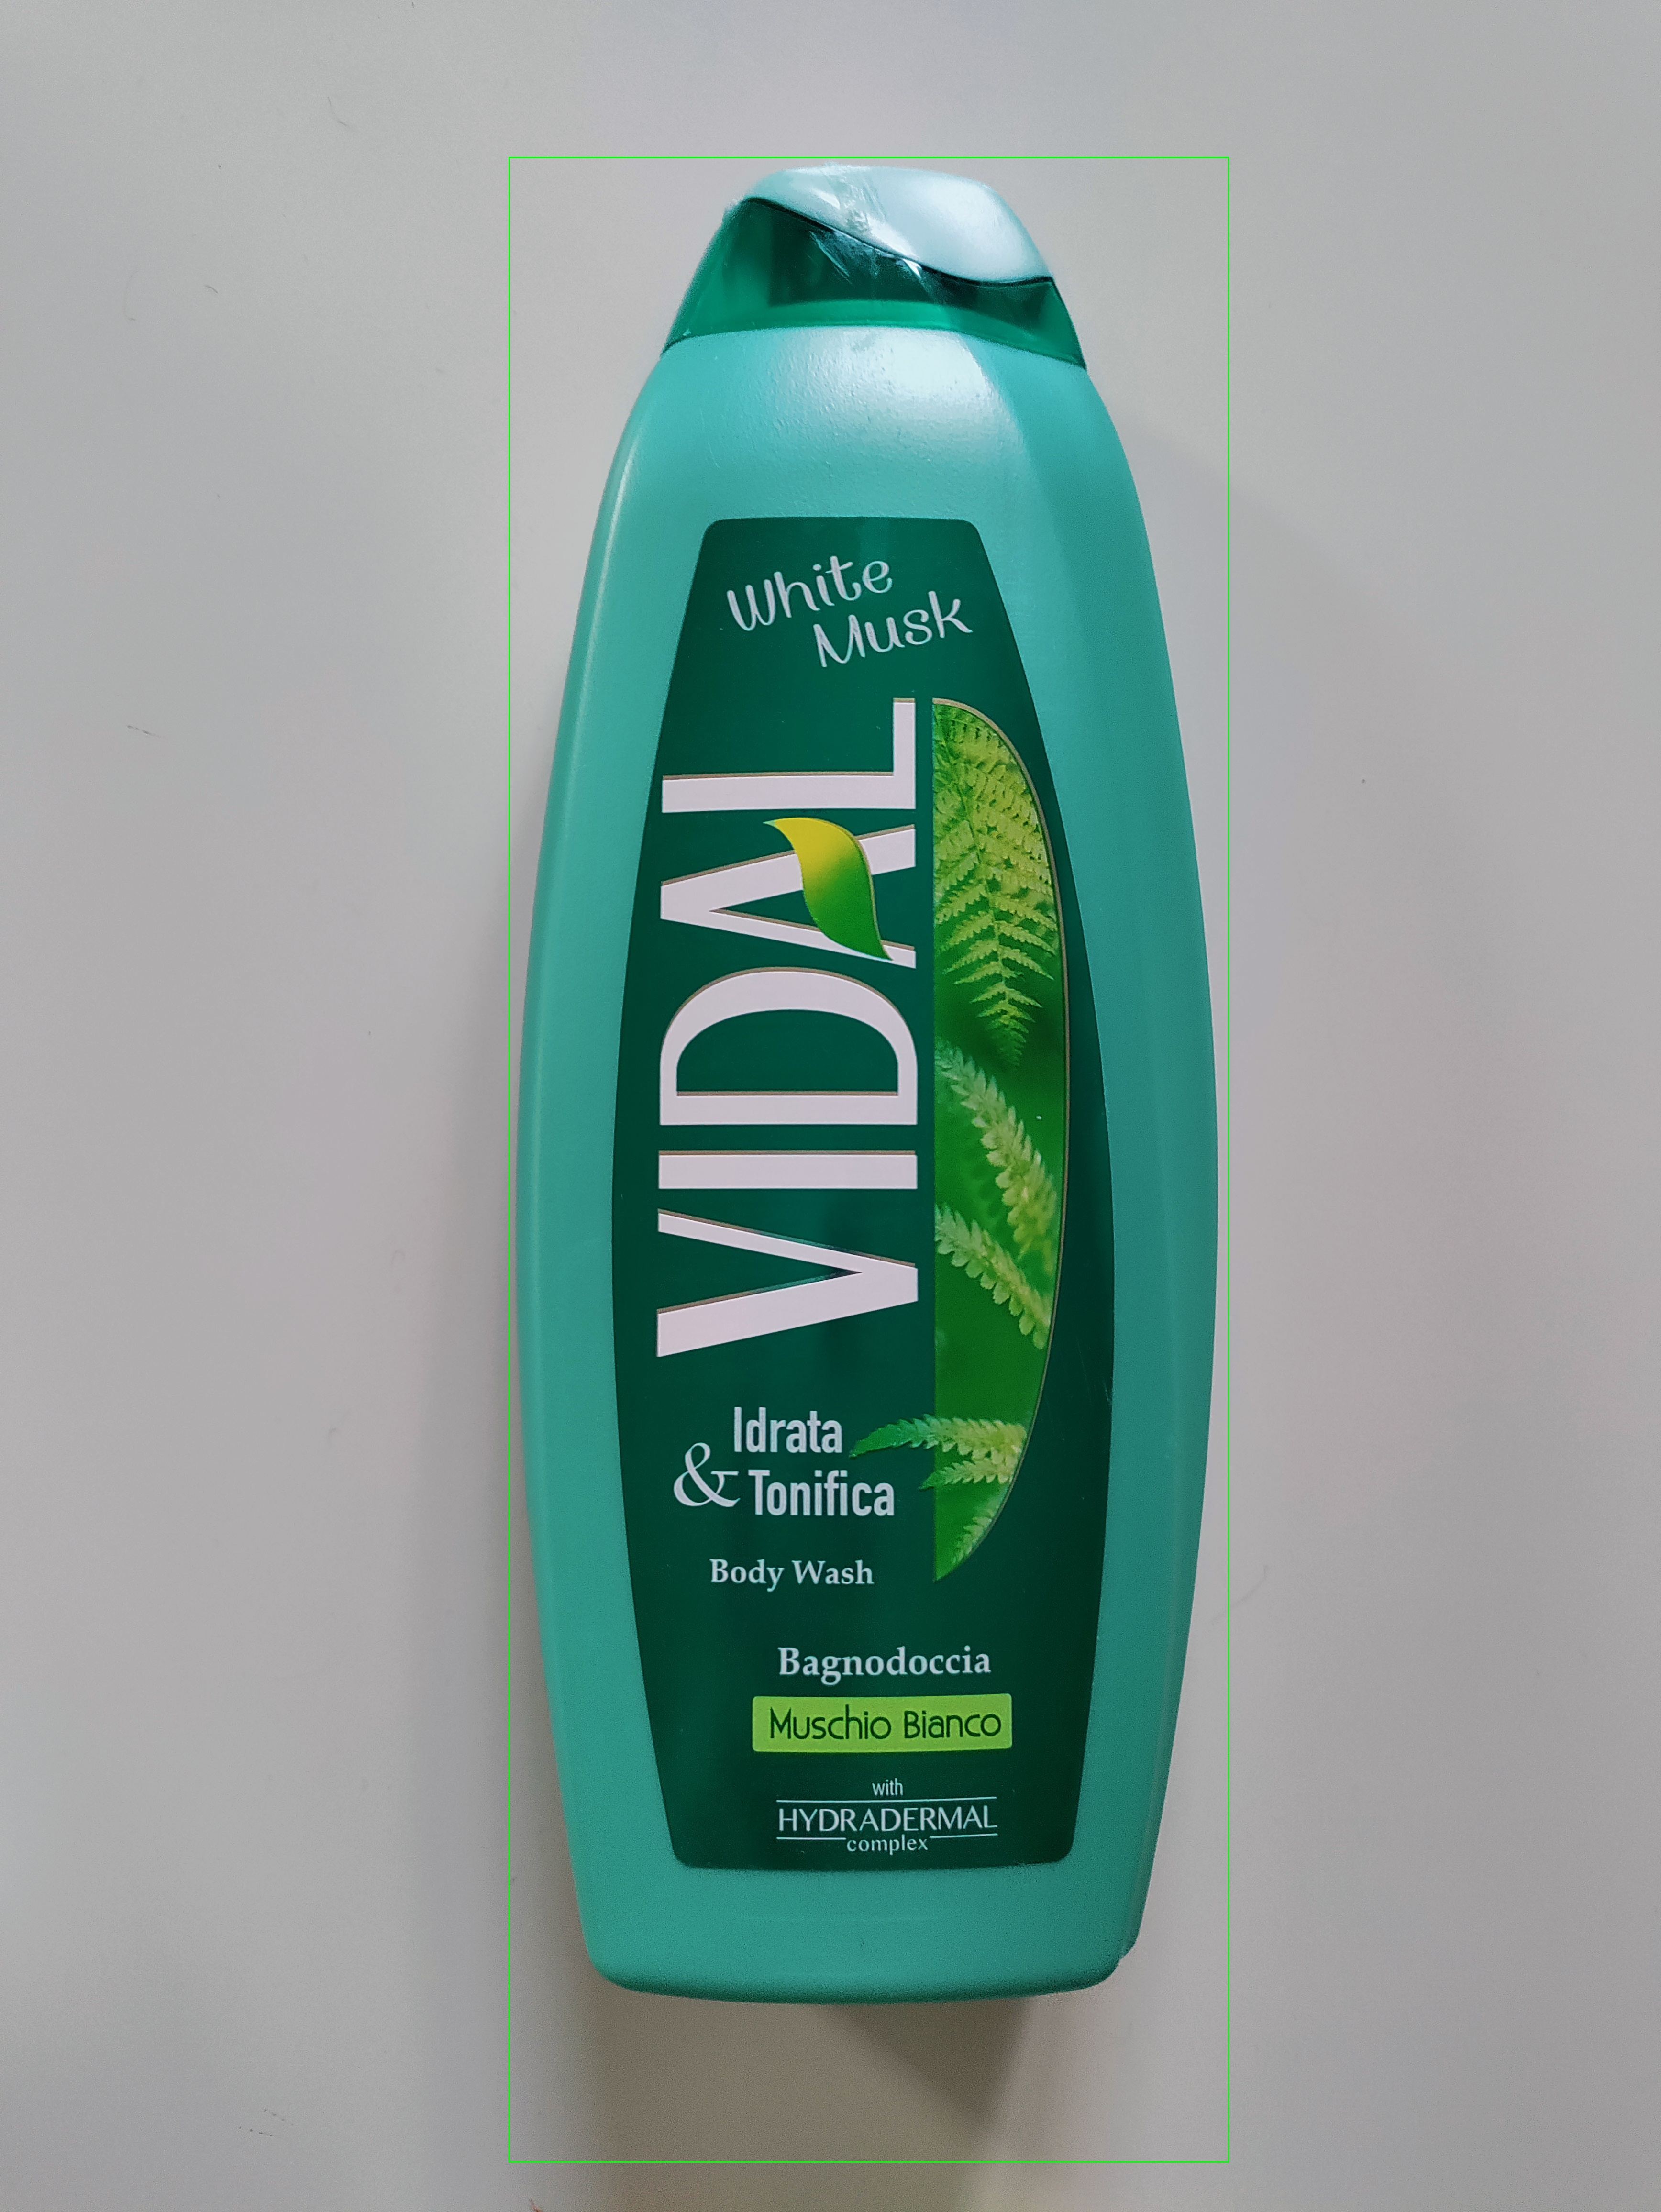 White
Musk
VIDAL
Idrata
& Tonifica
Body Wash
Bagnodoccia
Muschio Bianco
with
HYDRADERMAL
complex